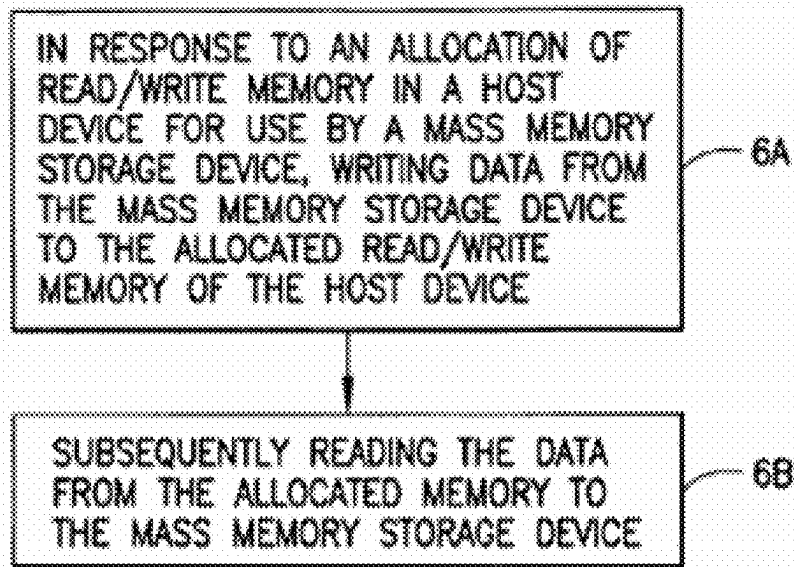 IN RESPONSE TO AN ALLOCATION OF
READ/WRITE MEMORY IN A HOST
DEVICE FOR USE BY A MASS MEMORY
STORAGE DEVICE, WRITING DATA FROM
THE MASS MEMORY STORAGE DEVICE
TO THE ALLOCATED READ/WRITE
MEMORY OF THE HOST DEVICE
6A
SUBSEQUENTLY READING THE DATA
FROM THE ALLOCATED MEMORY TO
THE MASS MEMORY STORAGE DEVICE
6B